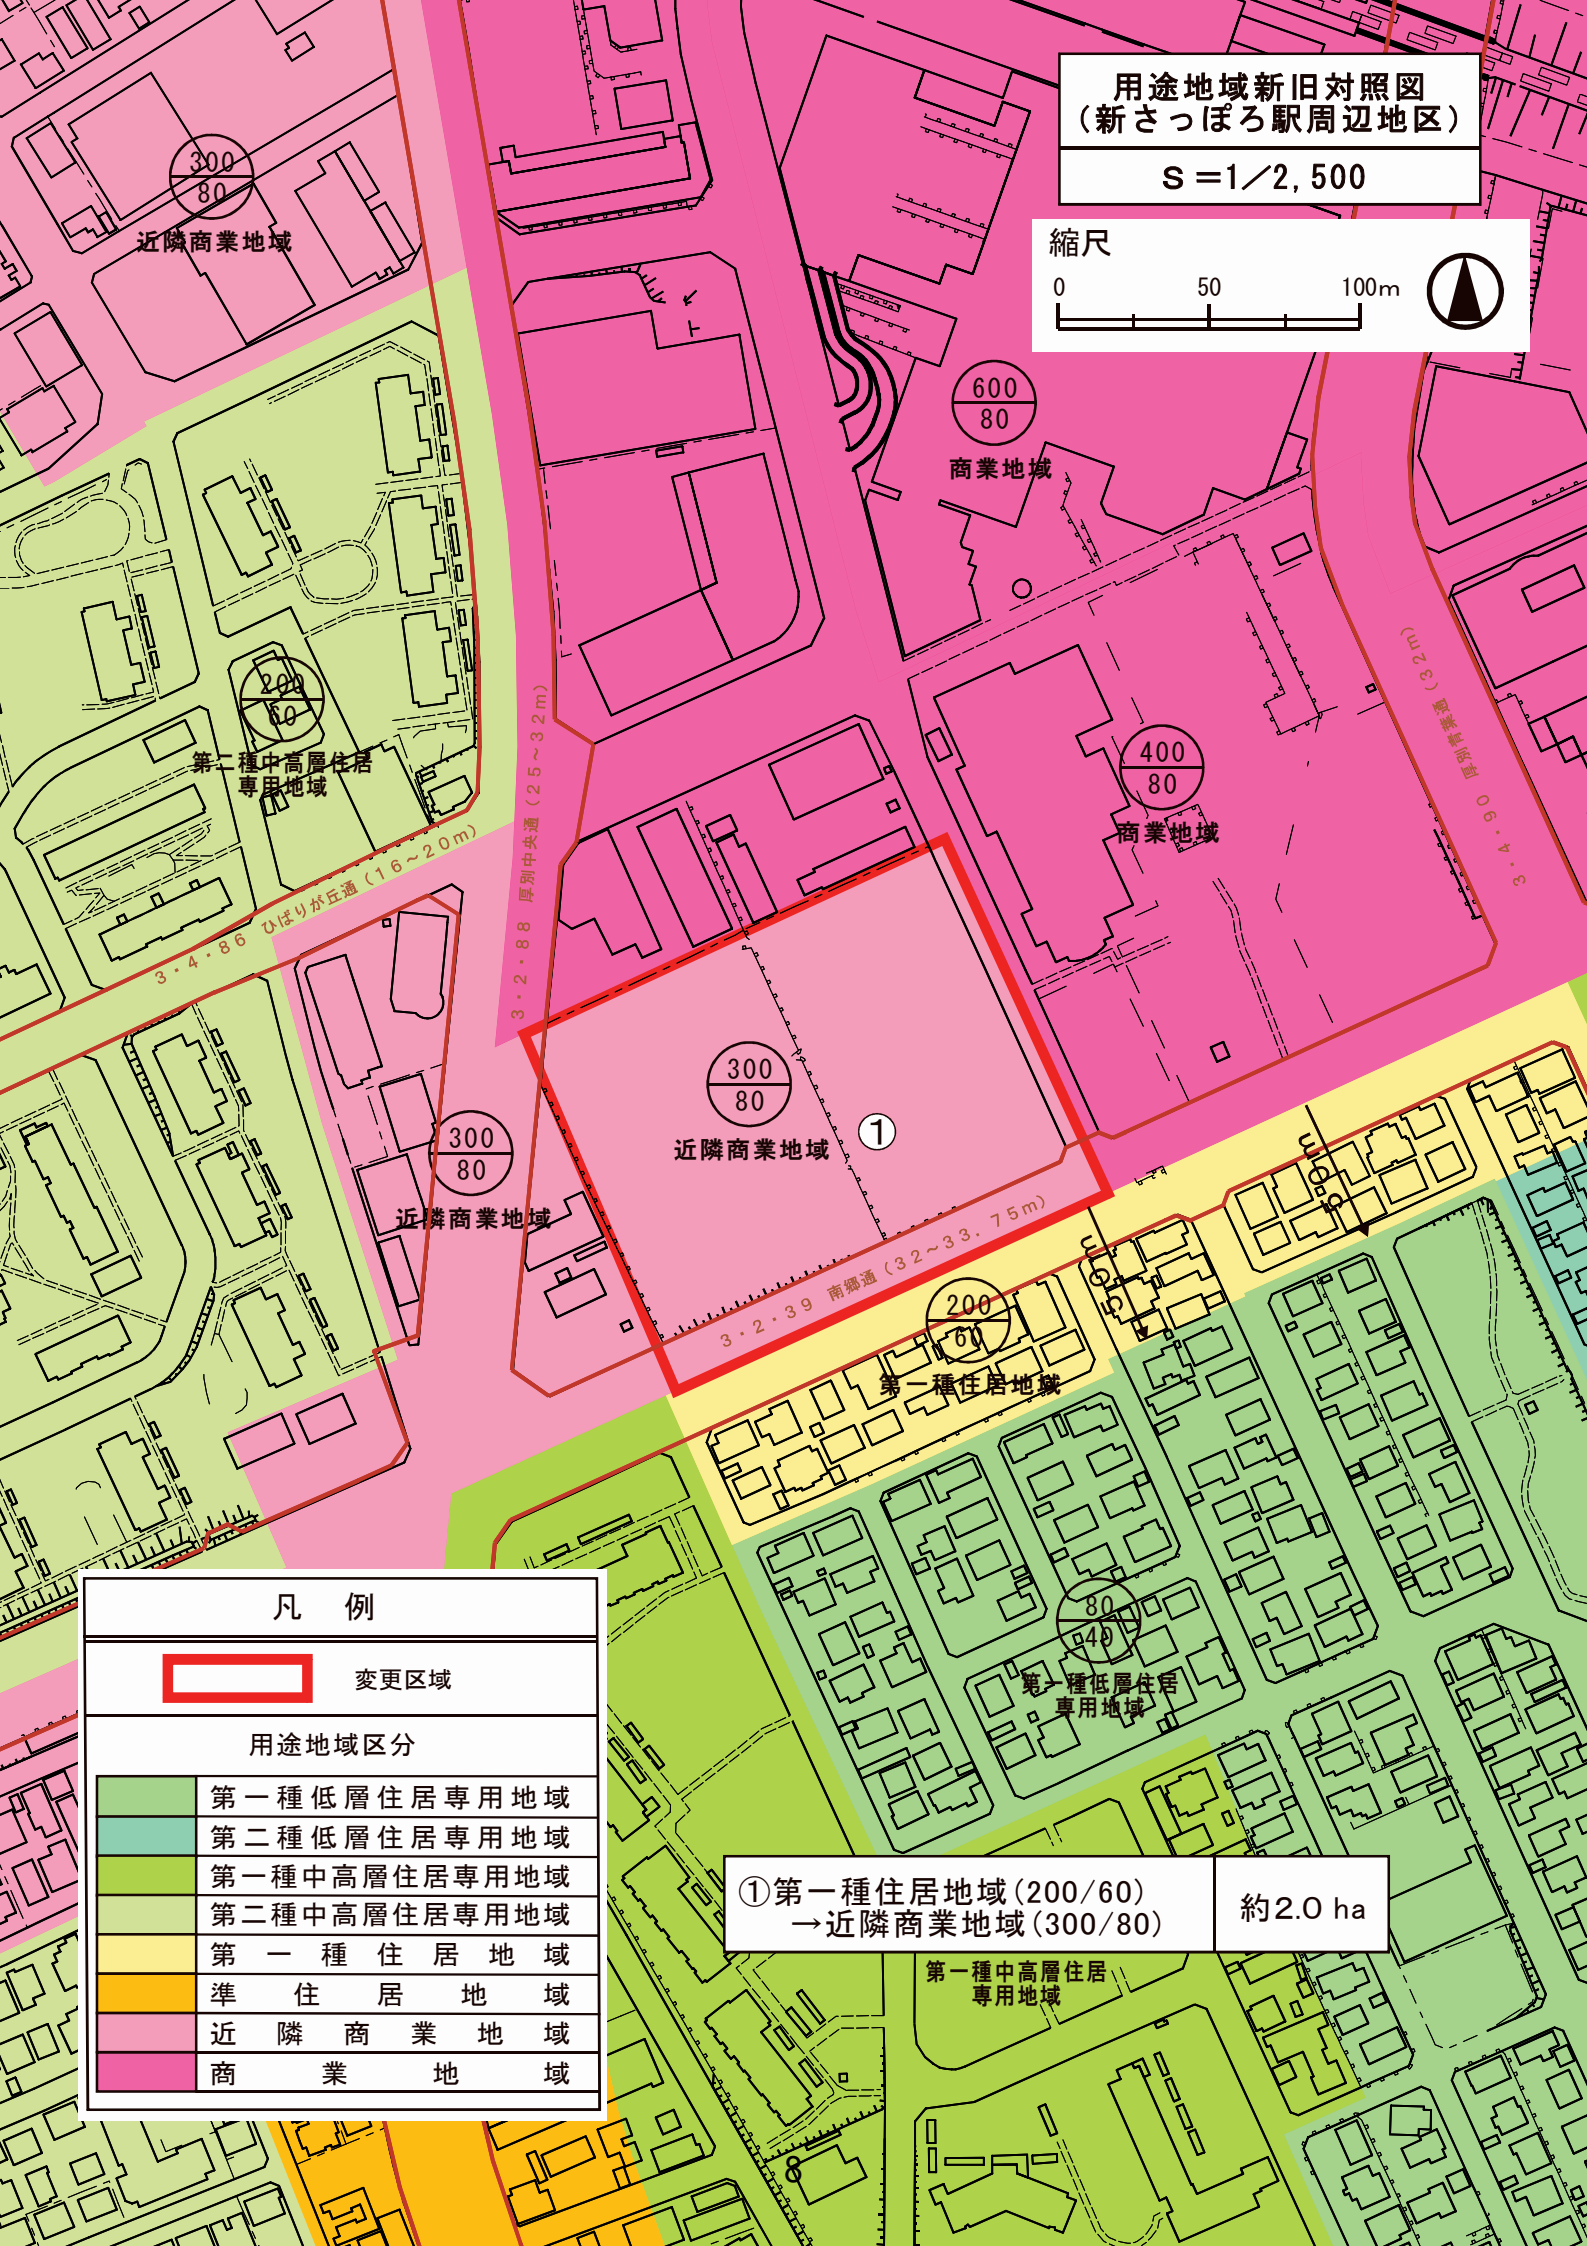 用途地域新旧対照図
（新さっぽろ駅周辺地区）
S＝1／2,500
縮尺
0 50 100m
300
80
近隣商業地域
600
80
商業地域
200
60
第二種中高層住居
専用地域
400
80
商業地域
3・4・90 厚別青葉通（32m）
3・2・88 厚別中央通（25～32m）
3・4・86 ひばりが丘通（16～20m）
300
80
近隣商業地域
①
300
80
近隣商業地域
3・2・39 南郷通（32～33.75m）
50m
50m
200
60
第一種住居地域
80
40
第一種低層住居
専用地域
凡例
変更区域
用途地域区分
第一種低層住居専用地域
第二種低層住居専用地域
第一種中高層住居専用地域
第二種中高層住居専用地域
第一種住居地域
準住居地域
近隣商業地域
商業地域
①第一種住居地域(200/60)
→近隣商業地域(300/80)
約2.0 ha
第一種中高層住居
専用地域
8